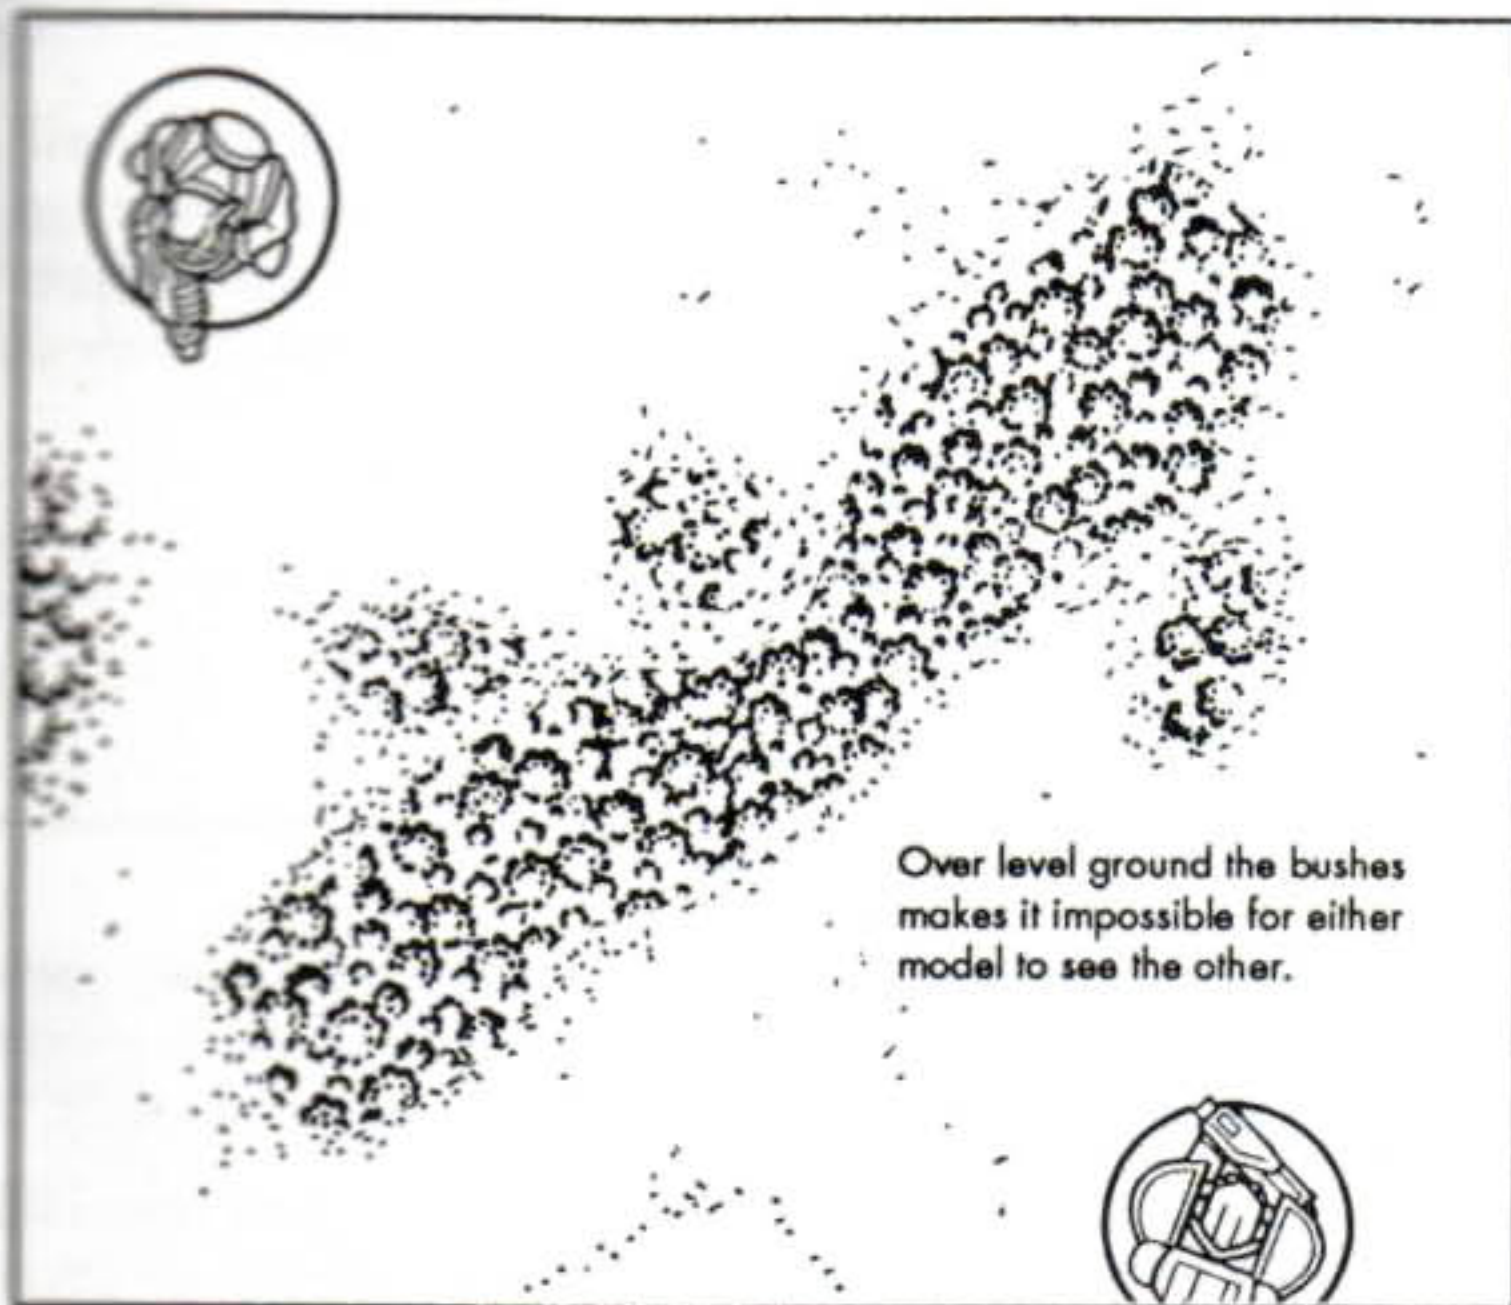 Over level ground the bushes
makes it impossible for either
model to see the other.